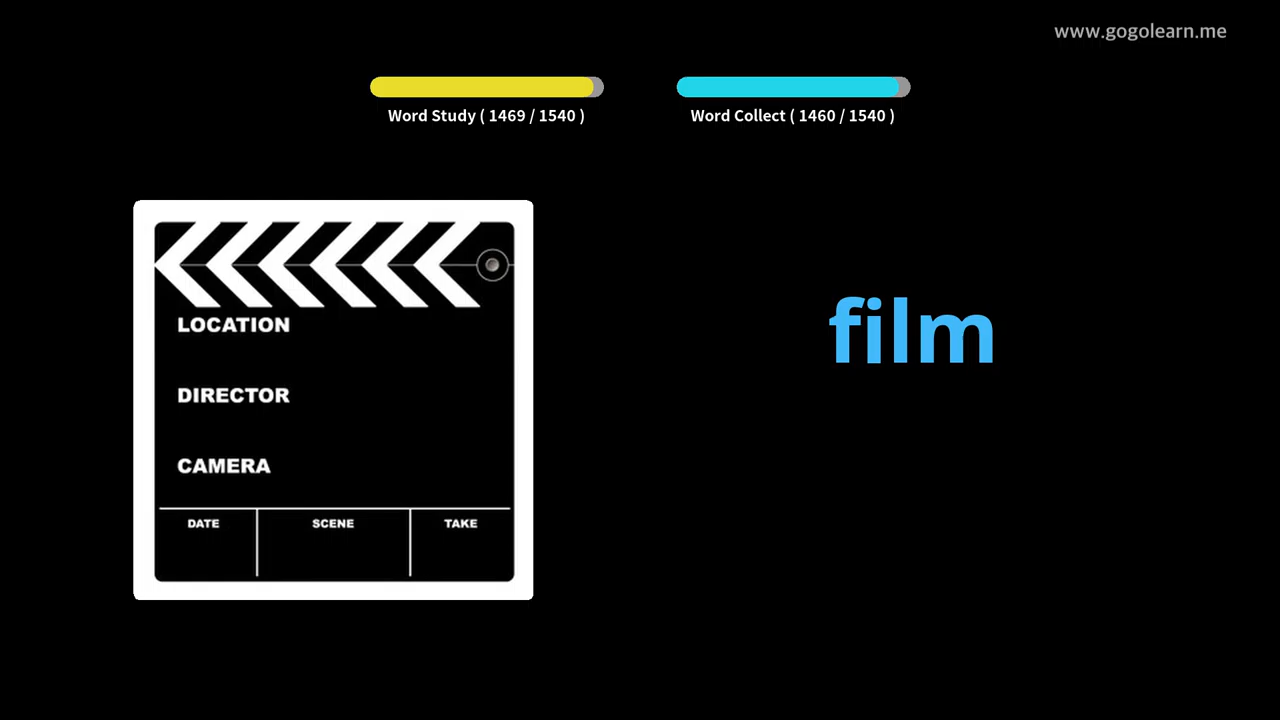 www.gogolearn.me
Word Study ( 1469 / 1540 )
Word Collect ( 1460 / 1540 )
LOCATION
DIRECTOR
CAMERA
DATE
SCENE
TAKE
film